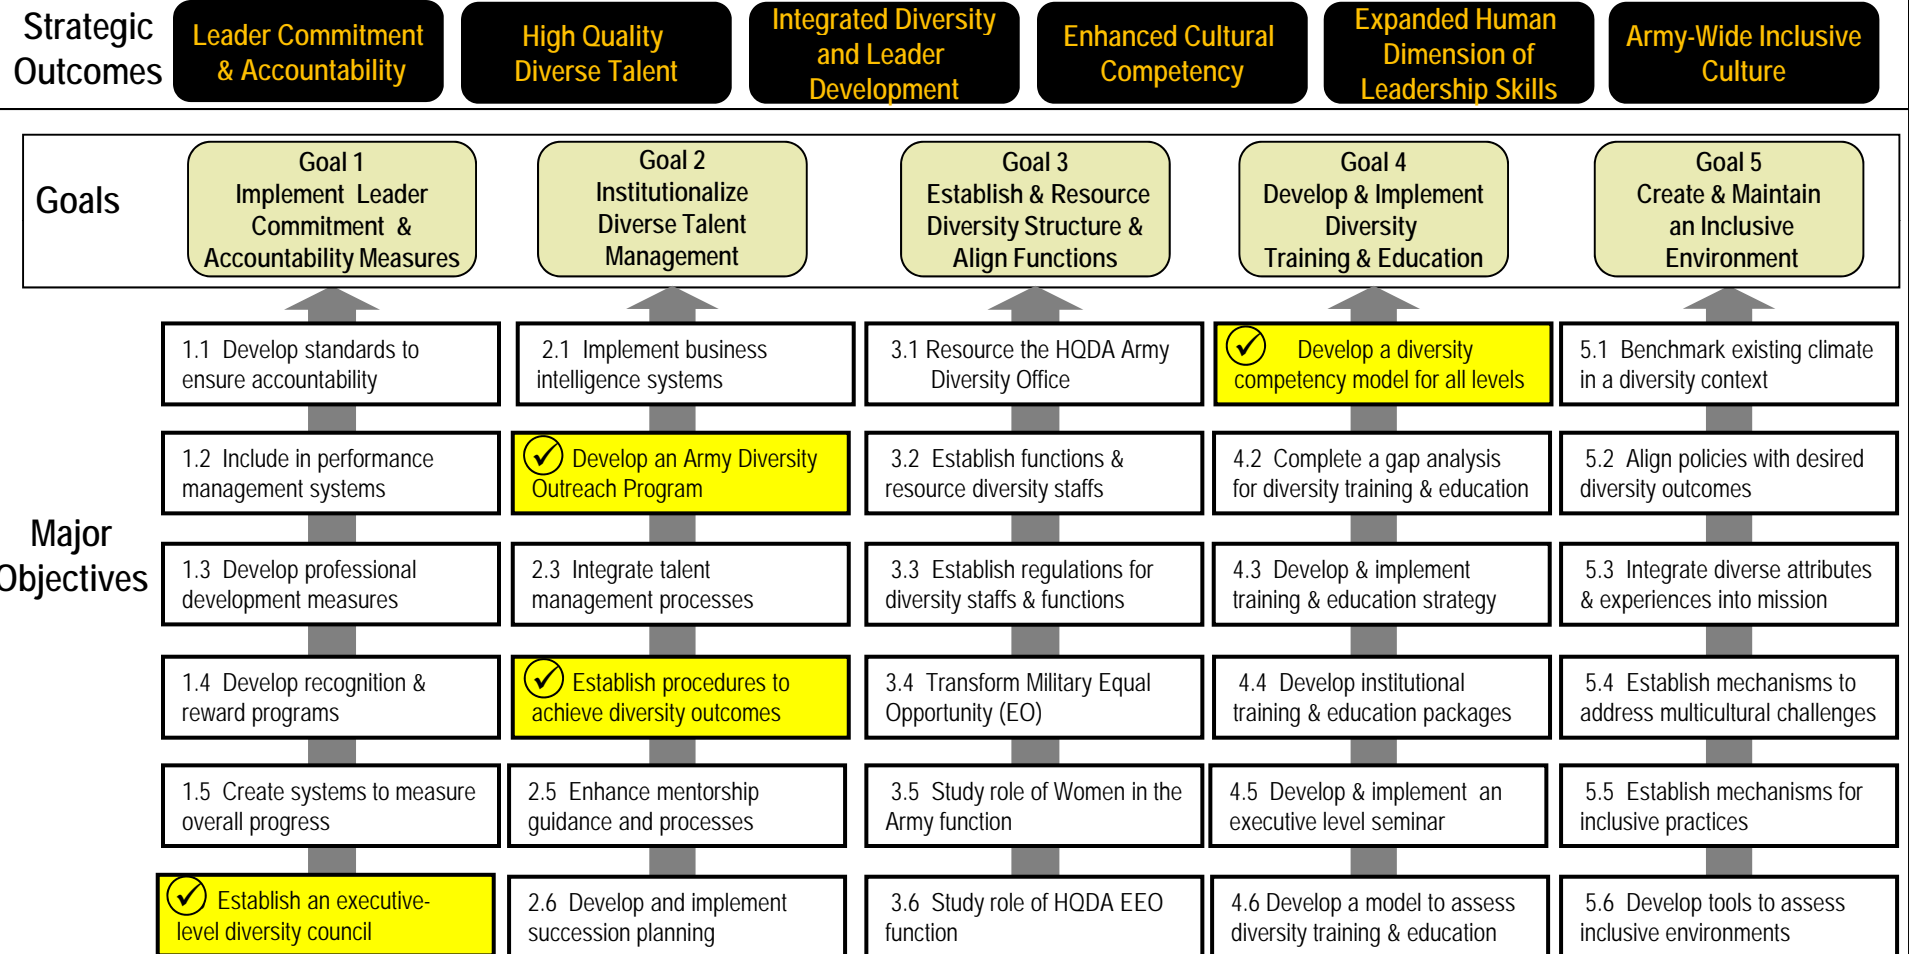 Strategic
Outcomes
Leader Commitment
& Accountability
High Quality
Diverse Talent
Integrated Diversity
and Leader
Development
Enhanced Cultural
Competency
Expanded Human
Dimension of
Leadership Skills
Army-Wide Inclusive
Culture
Goals
Goal 1
Implement Leader
Commitment &
Accountability Measures
Goal 2
Institutionalize
Diverse Talent
Management
Goal 3
Establish & Resource
Diversity Structure &
Align Functions
Goal 4
Develop & Implement
Diversity
Training & Education
Goal 5
Create & Maintain
an Inclusive
Environment
Major
Objectives
1.1 Develop standards to
ensure accountability
1.2 Include in performance
management systems
1.3 Develop professional
development measures
1.4 Develop recognition &
reward programs
1.5 Create systems to measure
overall progress
Establish an executive-
level diversity council
2.1 Implement business
intelligence systems
Develop an Army Diversity
Outreach Program
2.3 Integrate talent
management processes
Establish procedures to
achieve diversity outcomes
2.5 Enhance mentorship
guidance and processes
2.6 Develop and implement
succession planning
3.1 Resource the HQDA Army
Diversity Office
3.2 Establish functions &
resource diversity staffs
3.3 Establish regulations for
diversity staffs & functions
3.4 Transform Military Equal
Opportunity (EO)
3.5 Study role of Women in the
Army function
3.6 Study role of HQDA EEO
function
Develop a diversity
competency model for all levels
4.2 Complete a gap analysis
for diversity training & education
4.3 Develop & implement
training & education strategy
4.4 Develop institutional
training & education packages
4.5 Develop & implement an
executive level seminar
4.6 Develop a model to assess
diversity training & education
5.1 Benchmark existing climate
in a diversity context
5.2 Align policies with desired
diversity outcomes
5.3 Integrate diverse attributes
& experiences into mission
5.4 Establish mechanisms to
address multicultural challenges
5.5 Establish mechanisms for
inclusive practices
5.6 Develop tools to assess
inclusive environments